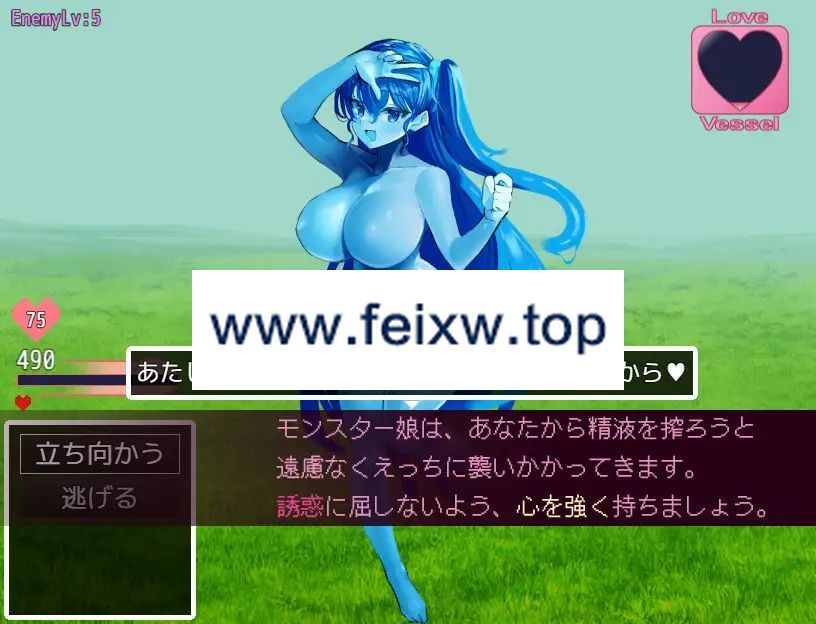 EnemyLv:5
Love
Vessel
www.feixw.top
75
490
あたし
から♥
立ち向かう
逃げる
モンスター娘は、あなたから精液を搾ろうと
遠慮なくえっちに襲いかかってきます。
誘惑に屈しないよう、心を強く持ちましょう。